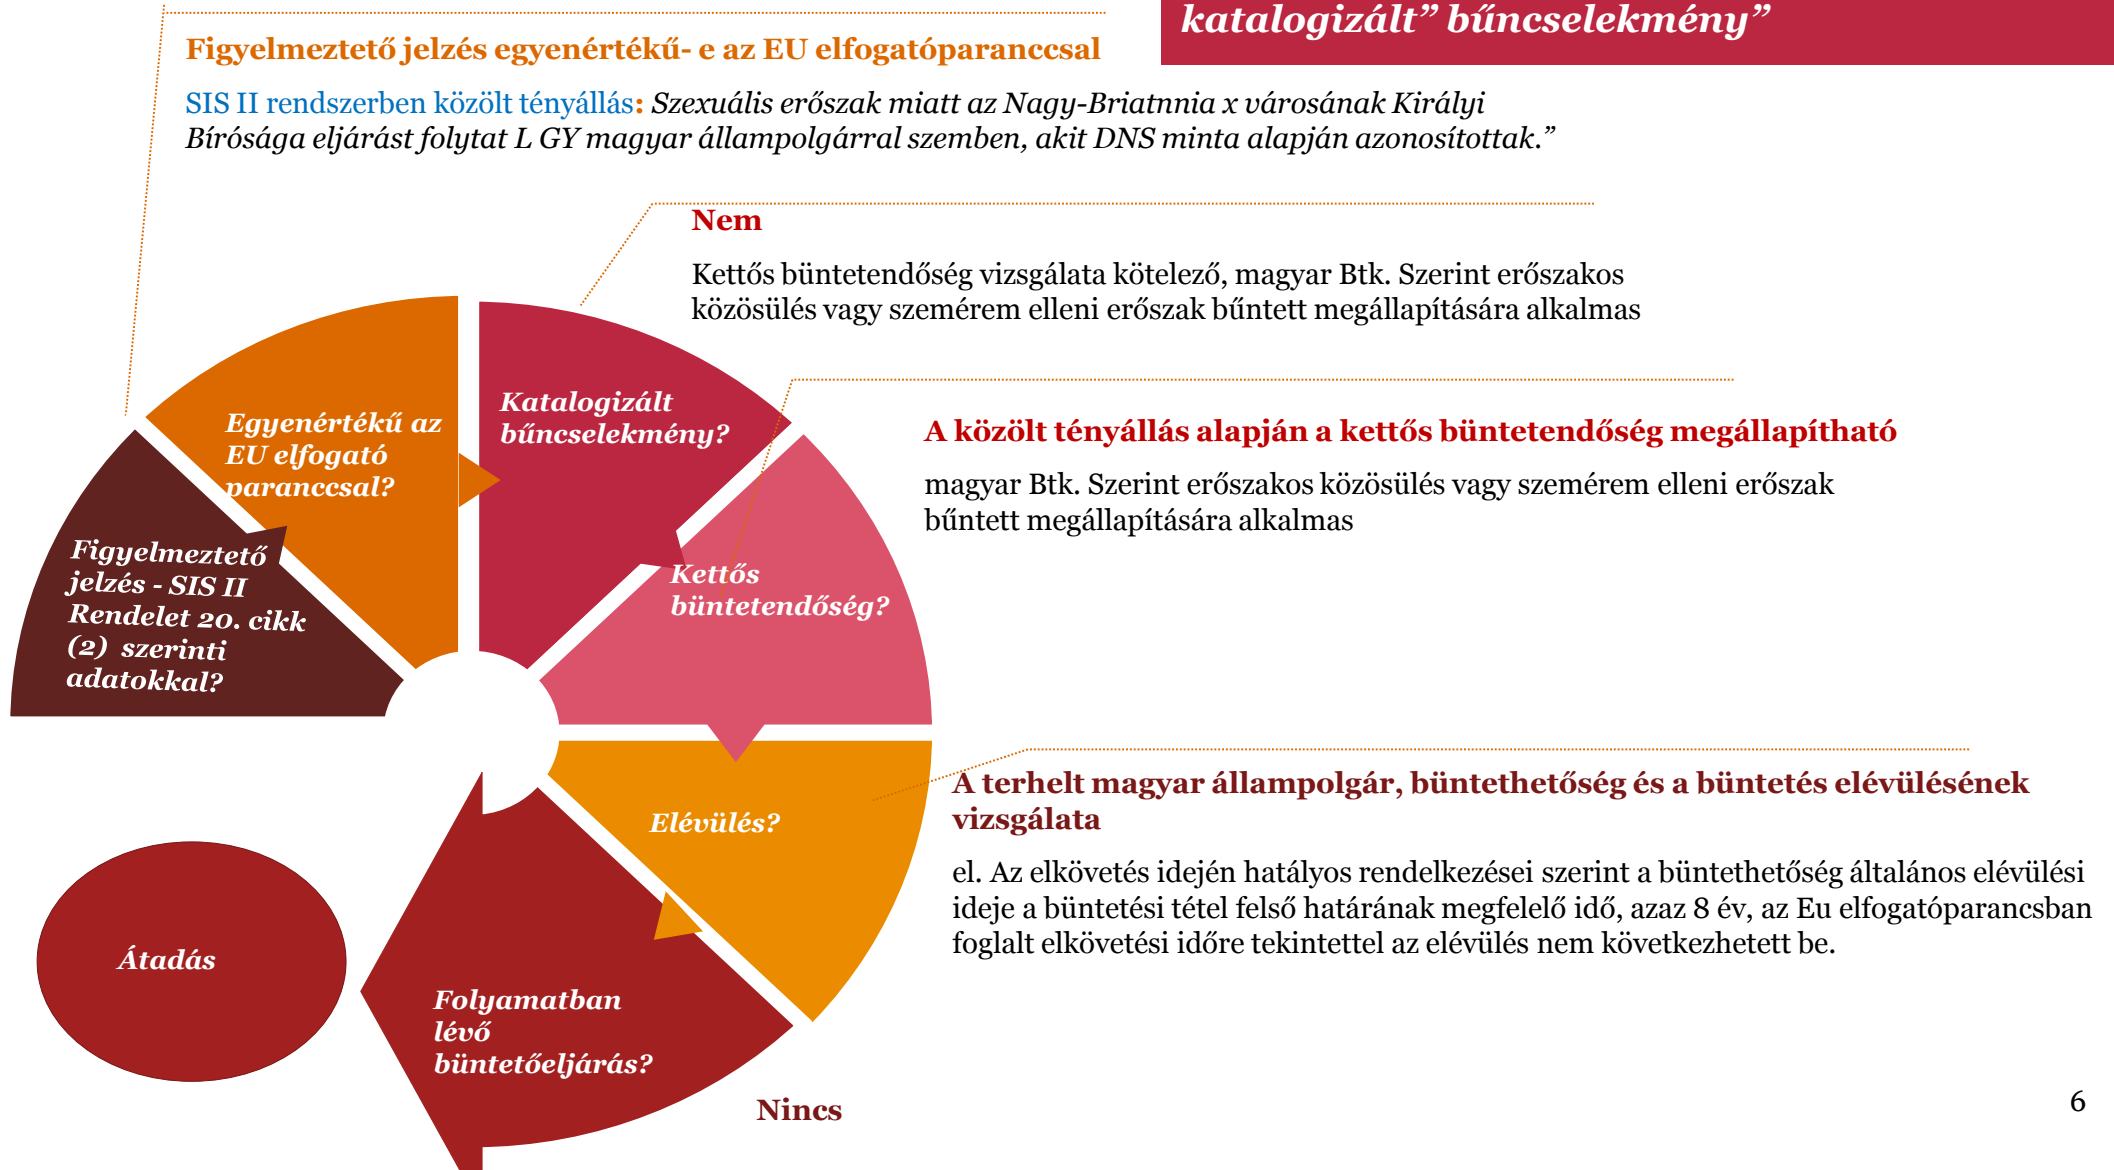 katalogizált” bűncselekmény”
Figyelmeztető jelzés egyenértékű- e az EU elfogatóparanccsal
SIS II rendszerben közölt tényállás: Szexuális erőszak miatt az Nagy-Briatnnia x városának Királyi
Bírósága eljárást folytat L GY magyar állampolgárral szemben, akit DNS minta alapján azonosítottak.”
Nem
Kettős büntetendőség vizsgálata kötelező, magyar Btk. Szerint erőszakos
közösülés vagy szemérem elleni erőszak bűntett megállapítására alkalmas
Katalogizált
bűncselekmény?
Egyenértékű az
EU elfogató
paranccsal?
A közölt tényállás alapján a kettős büntetendőség megállapítható
magyar Btk. Szerint erőszakos közösülés vagy szemérem elleni erőszak
bűntett megállapítására alkalmas
Figyelmeztető
jelzés - SIS II
Rendelet 20. cikk
(2) szerinti
adatokkal?
Kettős
büntetendőség?
A terhelt magyar állampolgár, büntethetőség és a büntetés elévülésének
vizsgálata
el. Az elkövetés idején hatályos rendelkezései szerint a büntethetőség általános elévülési
ideje a büntetési tétel felső határának megfelelő idő, azaz 8 év, az Eu elfogatóparancsban
foglalt elkövetési időre tekintettel az elévülés nem következhetett be.
Elévülés?
Átadás
Folyamatban
lévő
büntetőeljárás?
Nincs
6